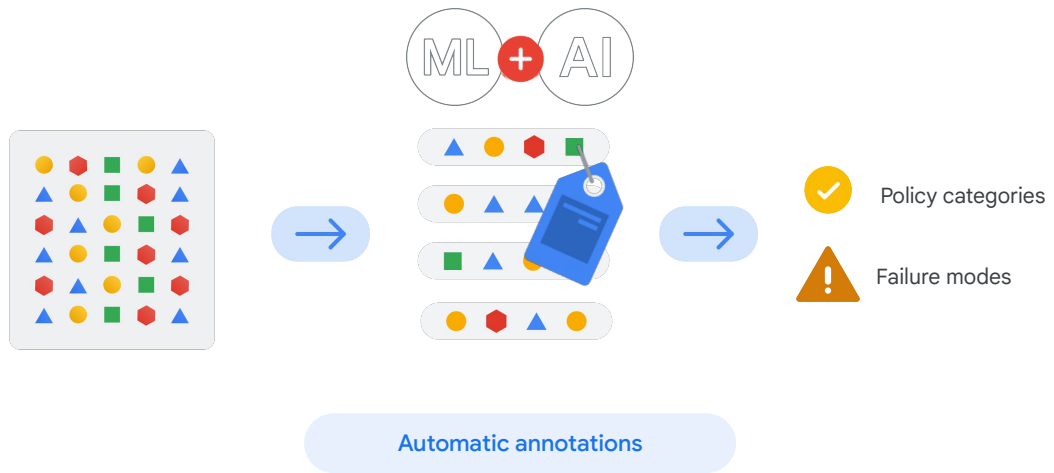 ML + AI
Policy categories
Failure modes
Automatic annotations